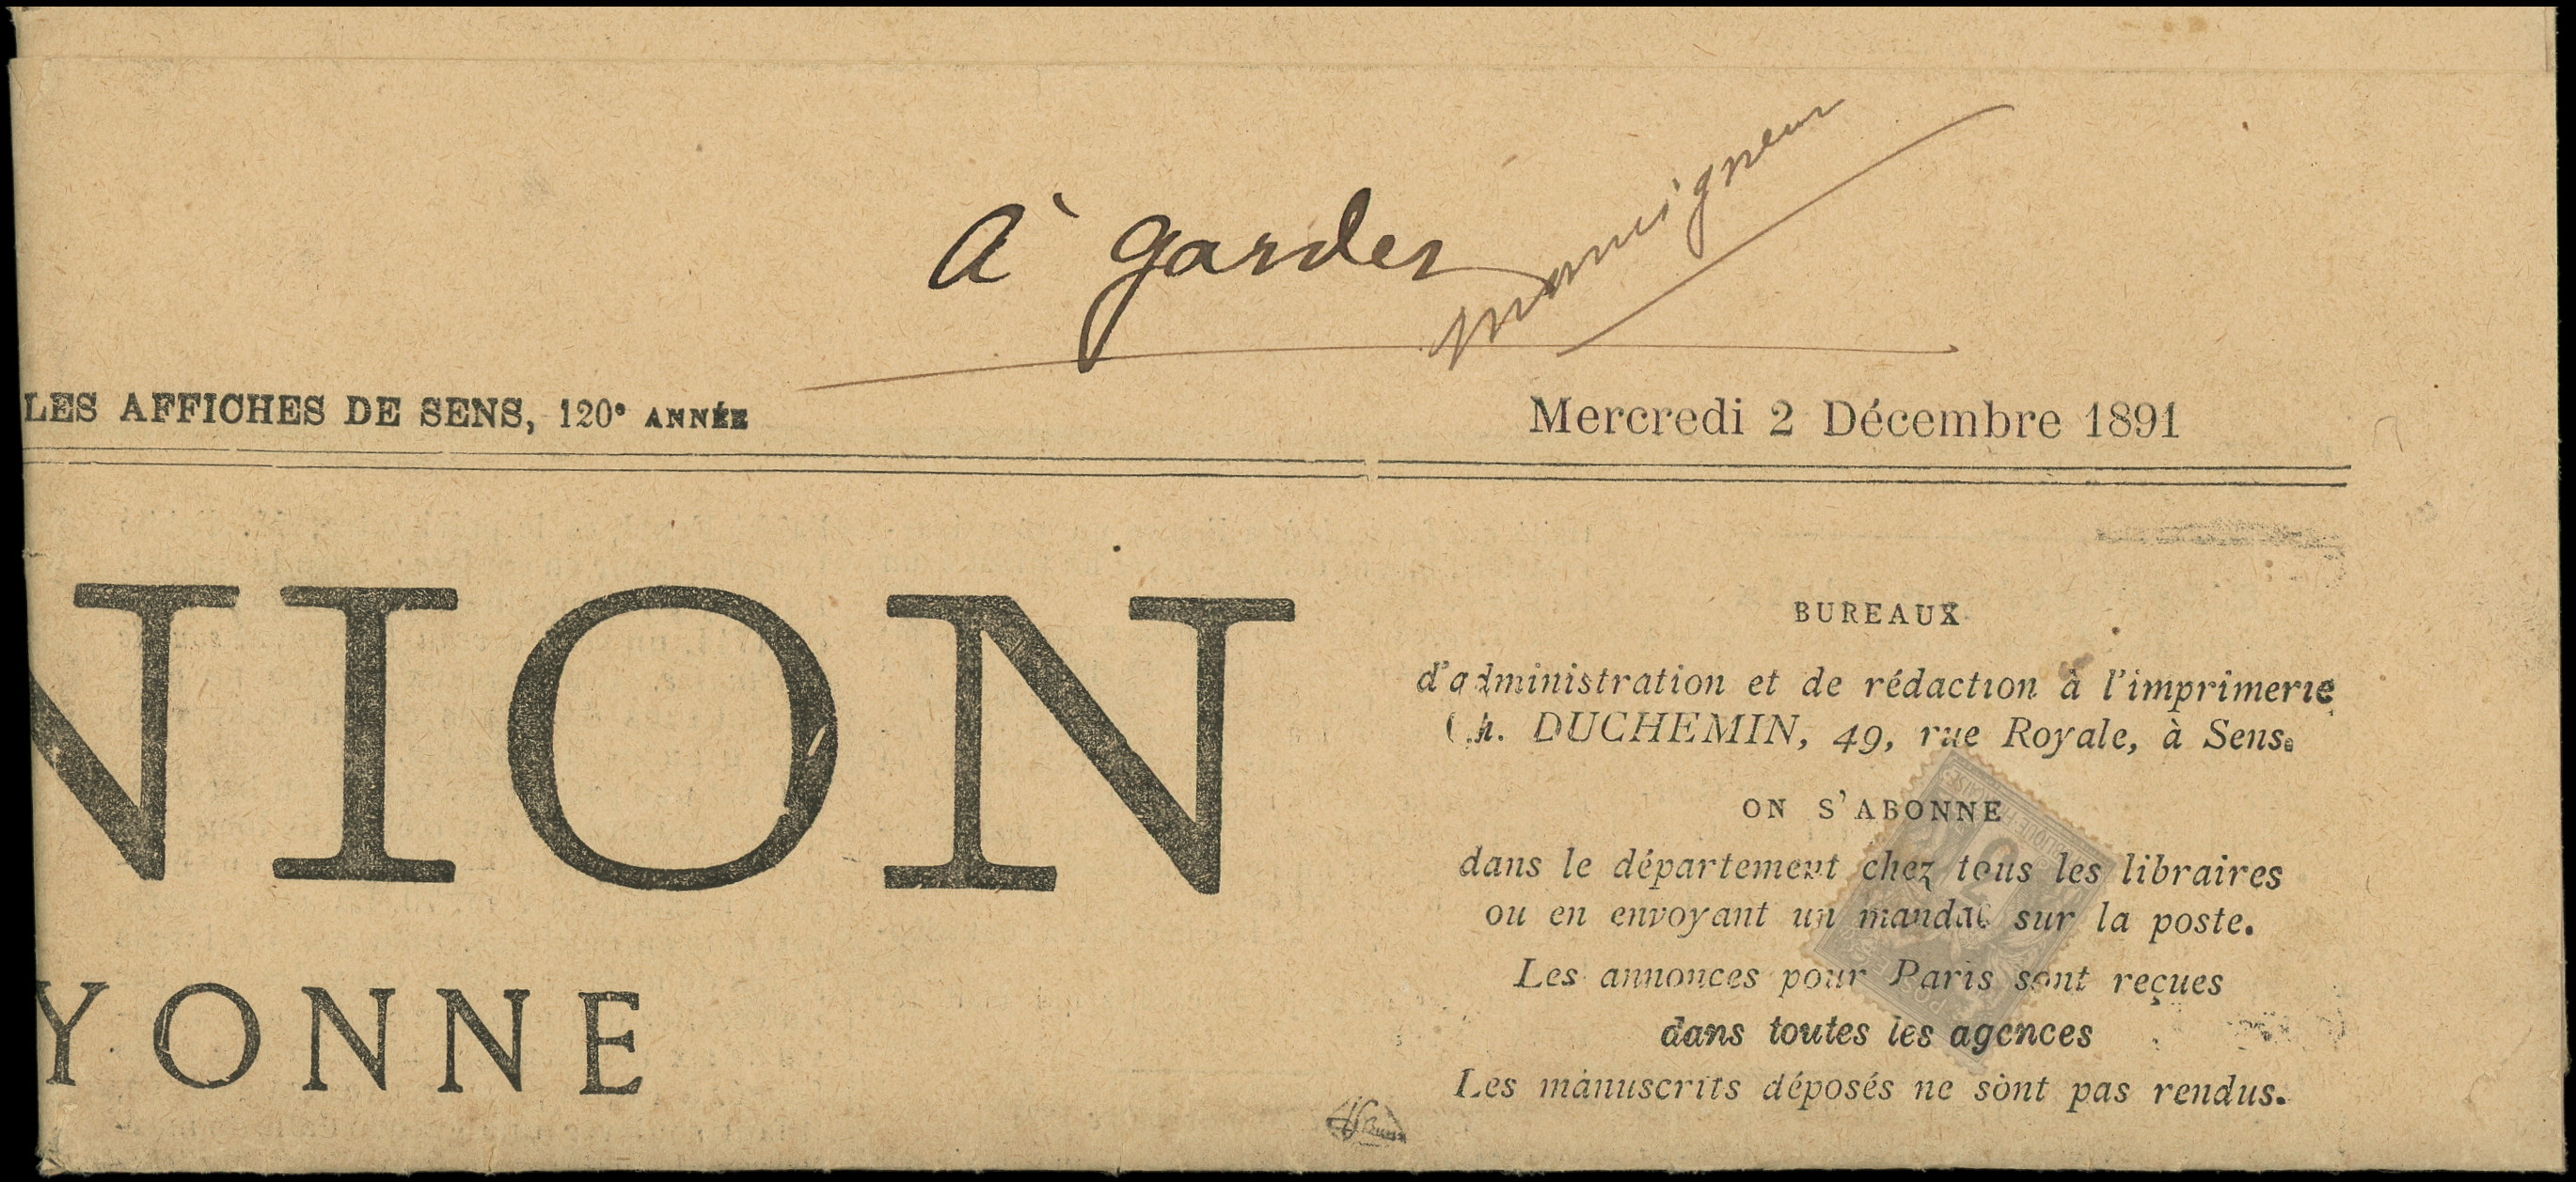 à garder
Monseigneur
LES AFFICHES DE SENS, 120e ANNÉE
Mercredi 2 Décembre 1891
NION
YONNE
BUREAUX
d'administration et de rédaction à l'imprimerie
Ch. DUCHEMIN, 49, rue Royale, à Sens.
ON S'ABONNE
dans le département chez tous les libraires
ou en envoyant un mandat sur la poste.
Les annonces pour Paris sont reçues
dans toutes les agences
Les manuscrits déposés ne sont pas rendus.